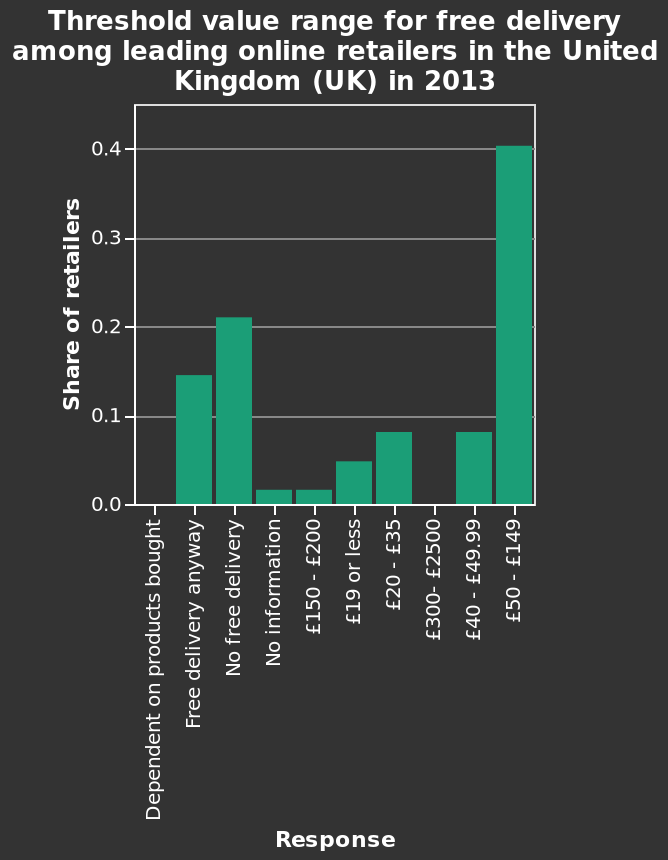 Threshold value range for free delivery
among leading online retailers in the United
Kingdom (UK) in 2013
Share of retailers
0.4
0.3
0.2
0.1
0.0
Dependent on products bought
Free delivery anyway
No free delivery
No information
£150 - £200
£19 or less
£20 - £35
£300- £2500
£40 - £49.99
£50 - £149
Response